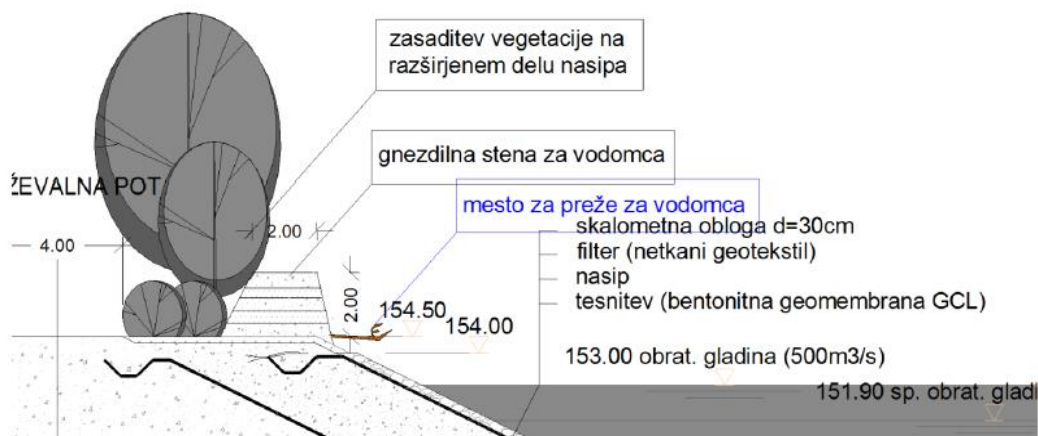 zasaditev vegetacije na
razširjenem delu nasipa
gnezdilna stena za vodomca
ŽEVALNA POT
mesto za preže za vodomca
2.00
skalometna obloga d=30cm
4.00
filter (netkani geotekstil)
nasip
2.00
154.50
tesnitev (bentonitna geomembrana GCL)
154.00
153.00 obrat. gladina (500m3/s)
151.90 sp. obrat. gladi